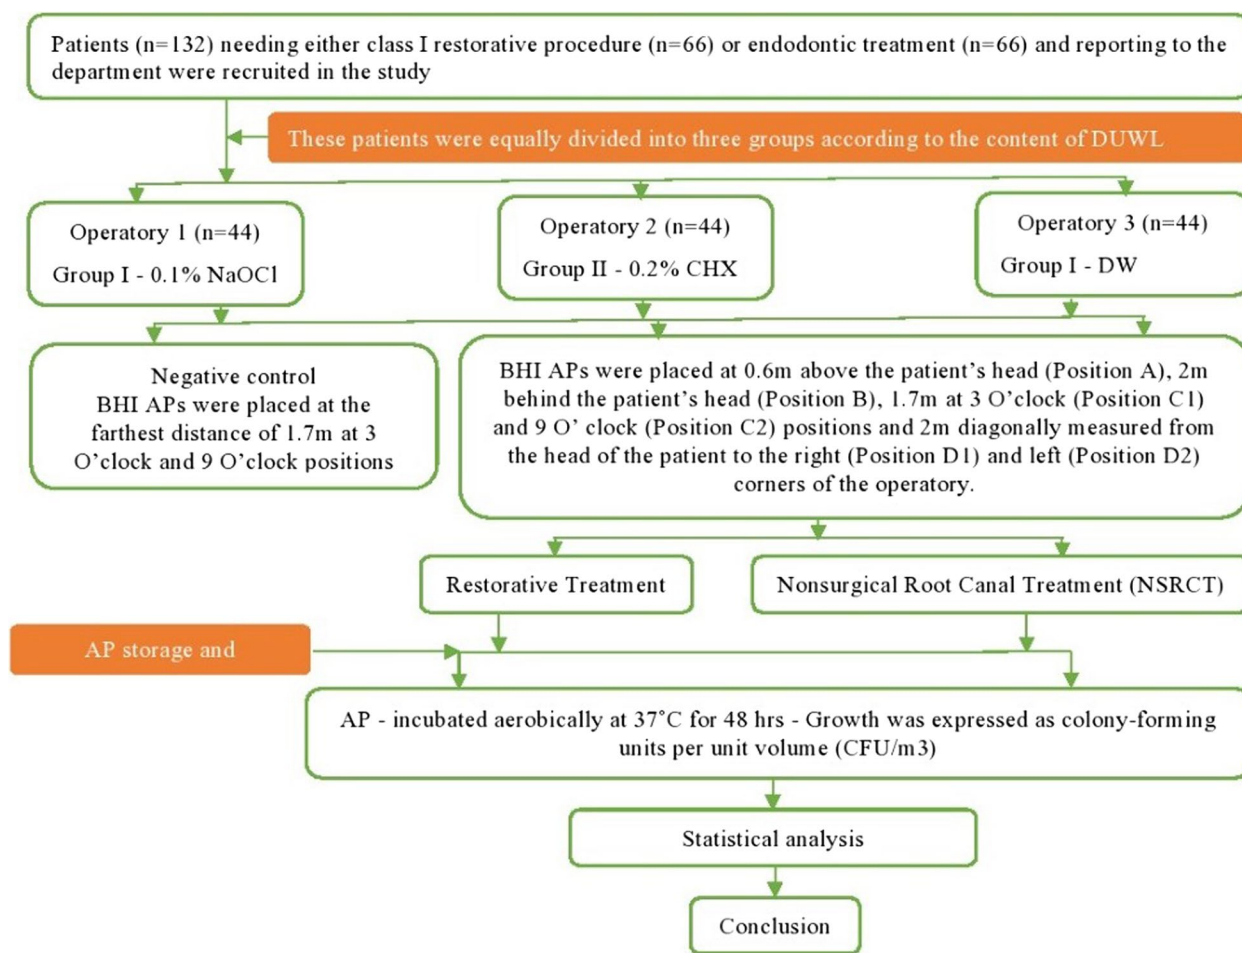 Patients (n=132) needing either class I restorative procedure (n=66) or endodontic treatment (n=66) and reporting to the
department were recruited in the study
These patients were equally divided into three groups according to the content of DUWL
Operatory 1 (n=44)
Group I - 0.1% NaOCl
Operatory 2 (n=44)
Group II - 0.2% CHX
Operatory 3 (n=44)
Group I - DW
Negative control
BHI APs were placed at the
farthest distance of 1.7m at 3
O'clock and 9 O'clock positions
BHI APs were placed at 0.6m above the patient's head (Position A), 2m
behind the patient's head (Position B), 1.7m at 3 O'clock (Position C1)
and 9 O' clock (Position C2) positions and 2m diagonally measured from
the head of the patient to the right (Position D1) and left (Position D2)
corners of the operatory.
Restorative Treatment
Nonsurgical Root Canal Treatment (NSRCT)
AP storage and
AP - incubated aerobically at 37˚C for 48 hrs - Growth was expressed as colony-forming
units per unit volume (CFU/m3)
Statistical analysis
Conclusion